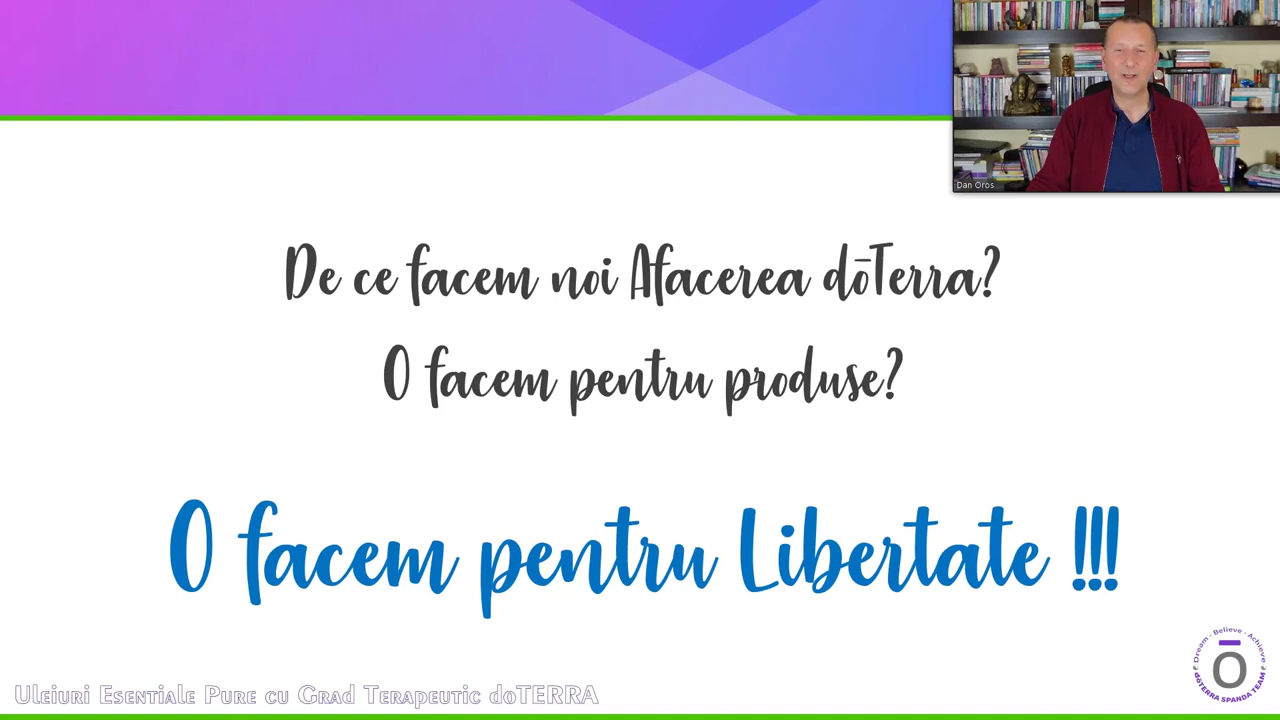 Dan Oros
De ce facem noi Afacerea dōTerra?
O facem pentru produse?
O facem pentru Libertate !!!
Uleiuri Esentiale Pure cu Grad Terapeutic doTERRA
Dream - Believe - Achieve
Ō
dōTERRA SPANDA TEAM